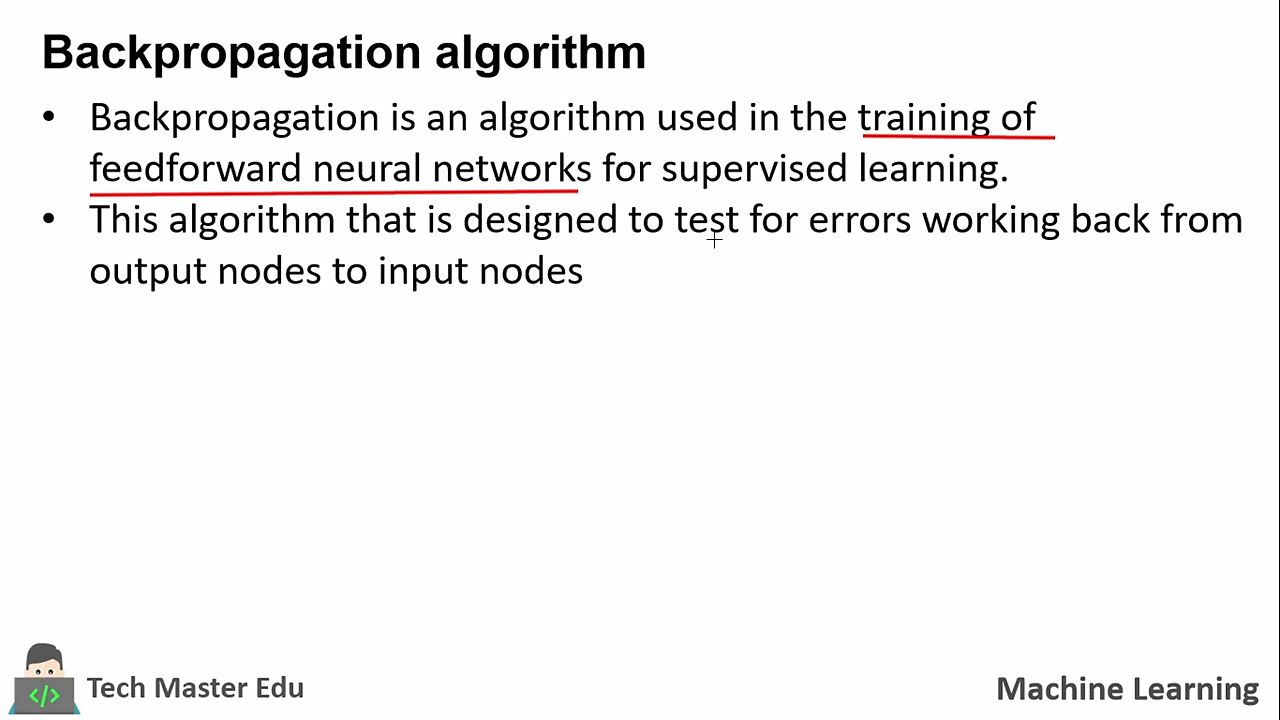 Backpropagation algorithm
• Backpropagation is an algorithm used in the training of
feedforward neural networks for supervised learning.
• This algorithm that is designed to test for errors working back from
output nodes to input nodes
</>
Tech Master Edu
Machine Learning